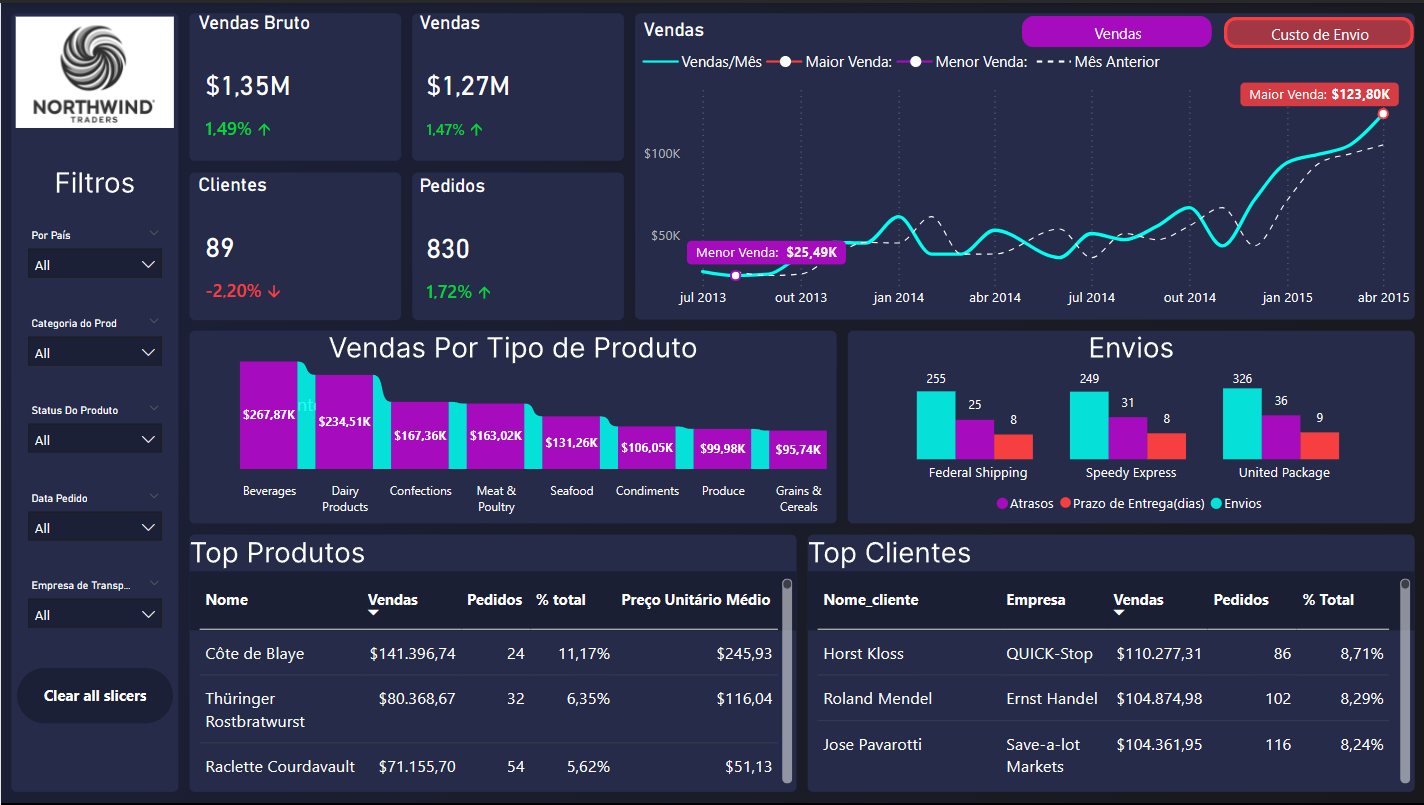 NORTHWIND
TRADERS
Filtros
Por País
All
Categoria do Prod
All
Status Do Produto
All
Data Pedido
All
Empresa de Transp...
All
Clear all slicers
Vendas Bruto
$1,35M
1,49%
Vendas
$1,27M
1,47%
Clientes
89
-2,20%
Pedidos
830
1,72%
Vendas
Vendas
Custo de Envio
Vendas/Mês Maior Venda: Menor Venda: Mês Anterior
Maior Venda: $123,80K
$100K
$50K
Menor Venda: $25,49K
jul 2013 out 2013 jan 2014 abr 2014 jul 2014 out 2014 jan 2015 abr 2015
Vendas Por Tipo de Produto
$267,87K $234,51K $167,36K $163,02K $131,26K $106,05K $99,98K $95,74K
Beverages Dairy Products Confections Meat & Poultry Seafood Condiments Produce Grains & Cereals
Envios
255 25 8 249 31 8 326 36 9
Federal Shipping Speedy Express United Package
Atrasos Prazo de Entrega(dias) Envios
Top Produtos
Nome Vendas Pedidos % total Preço Unitário Médio
Côte de Blaye $141.396,74 24 11,17% $245,93
Thüringer Rostbratwurst $80.368,67 32 6,35% $116,04
Raclette Courdavault $71.155,70 54 5,62% $51,13
Top Clientes
Nome_cliente Empresa Vendas Pedidos % Total
Horst Kloss QUICK-Stop $110.277,31 86 8,71%
Roland Mendel Ernst Handel $104.874,98 102 8,29%
Jose Pavarotti Save-a-lot Markets $104.361,95 116 8,24%